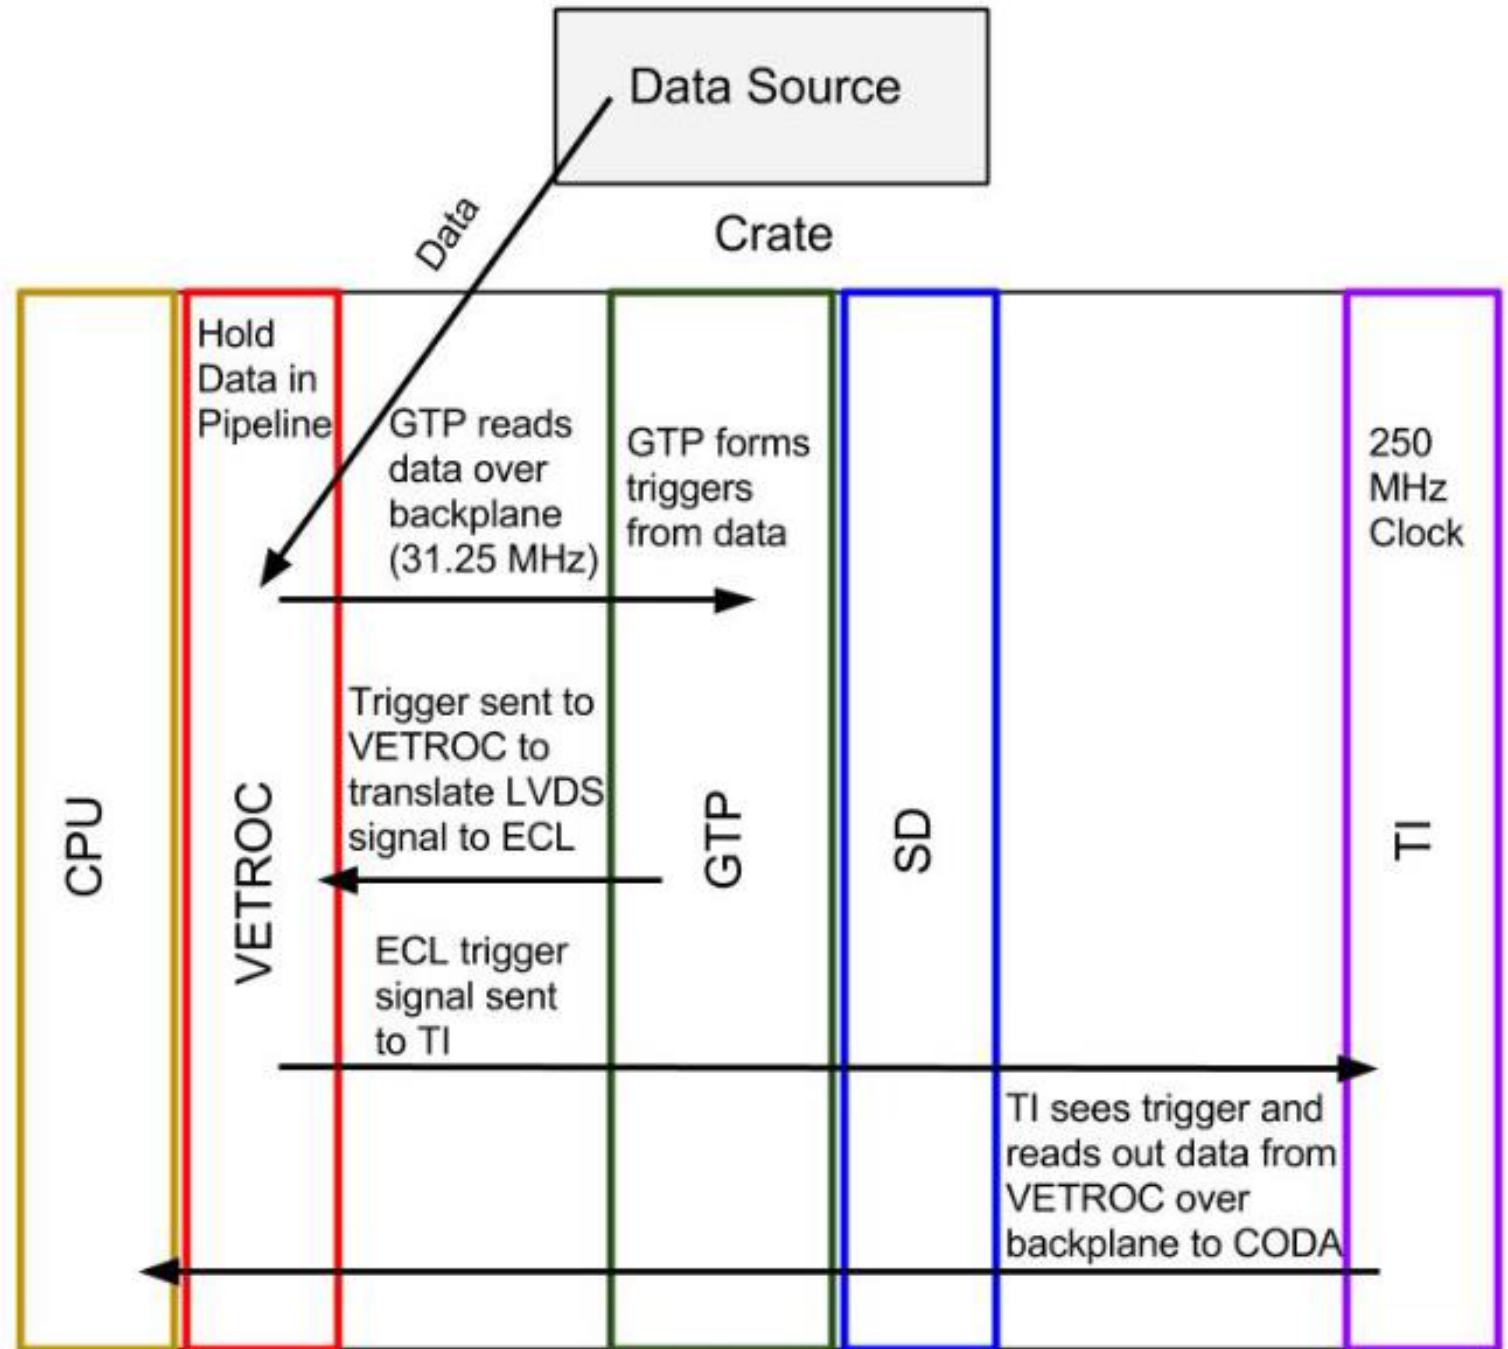 Data Source
Data
Crate
Hold
Data in
Pipeline
GTP reads
data over
backplane
(31.25 MHz)
GTP forms
triggers
from data
250
MHz
Clock
Trigger sent to
VETROC to
translate LVDS
signal to ECL
CPU
VETROC
GTP
SD
TI
ECL trigger
signal sent
to TI
TI sees trigger and
reads out data from
VETROC over
backplane to CODA